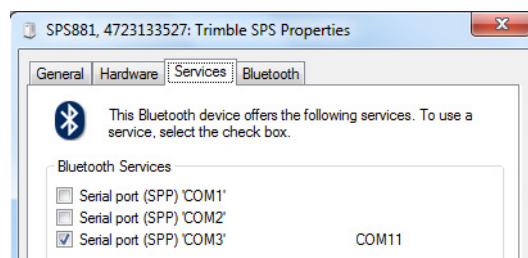 SPS881, 4723133527: Trimble SPS Properties
General Hardware Services Bluetooth
This Bluetooth device offers the following services. To use a
service, select the check box.
Bluetooth Services
Serial port (SPP) 'COM1'
Serial port (SPP) 'COM2'
Serial port (SPP) 'COM3' COM11